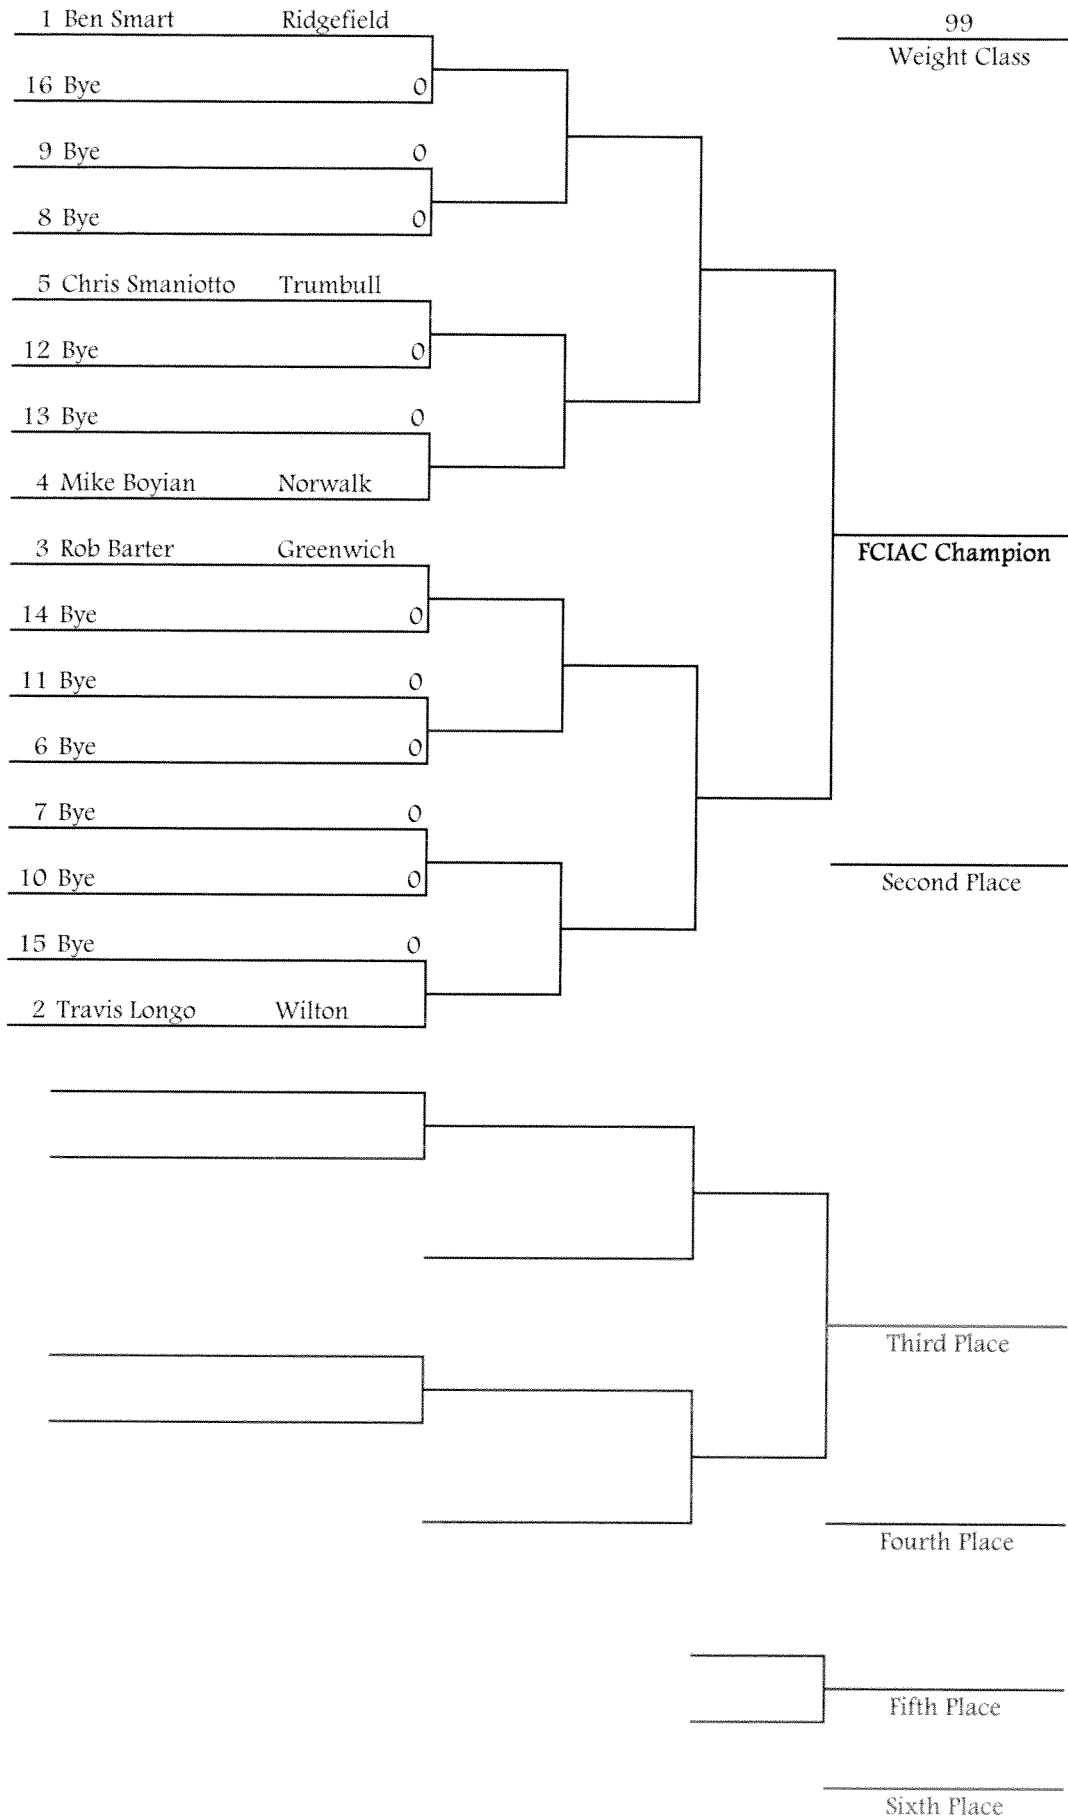 1 Ben Smart Ridgefield
99
Weight Class
16 Bye 0
9 Bye 0
8 Bye 0
5 Chris Smaniotto Trumbull
12 Bye 0
13 Bye 0
4 Mike Boyian Norwalk
3 Rob Barter Greenwich
FCIAC Champion
14 Bye 0
11 Bye 0
6 Bye 0
7 Bye 0
10 Bye 0
Second Place
15 Bye 0
2 Travis Longo Wilton
Third Place
Fourth Place
Fifth Place
Sixth Place